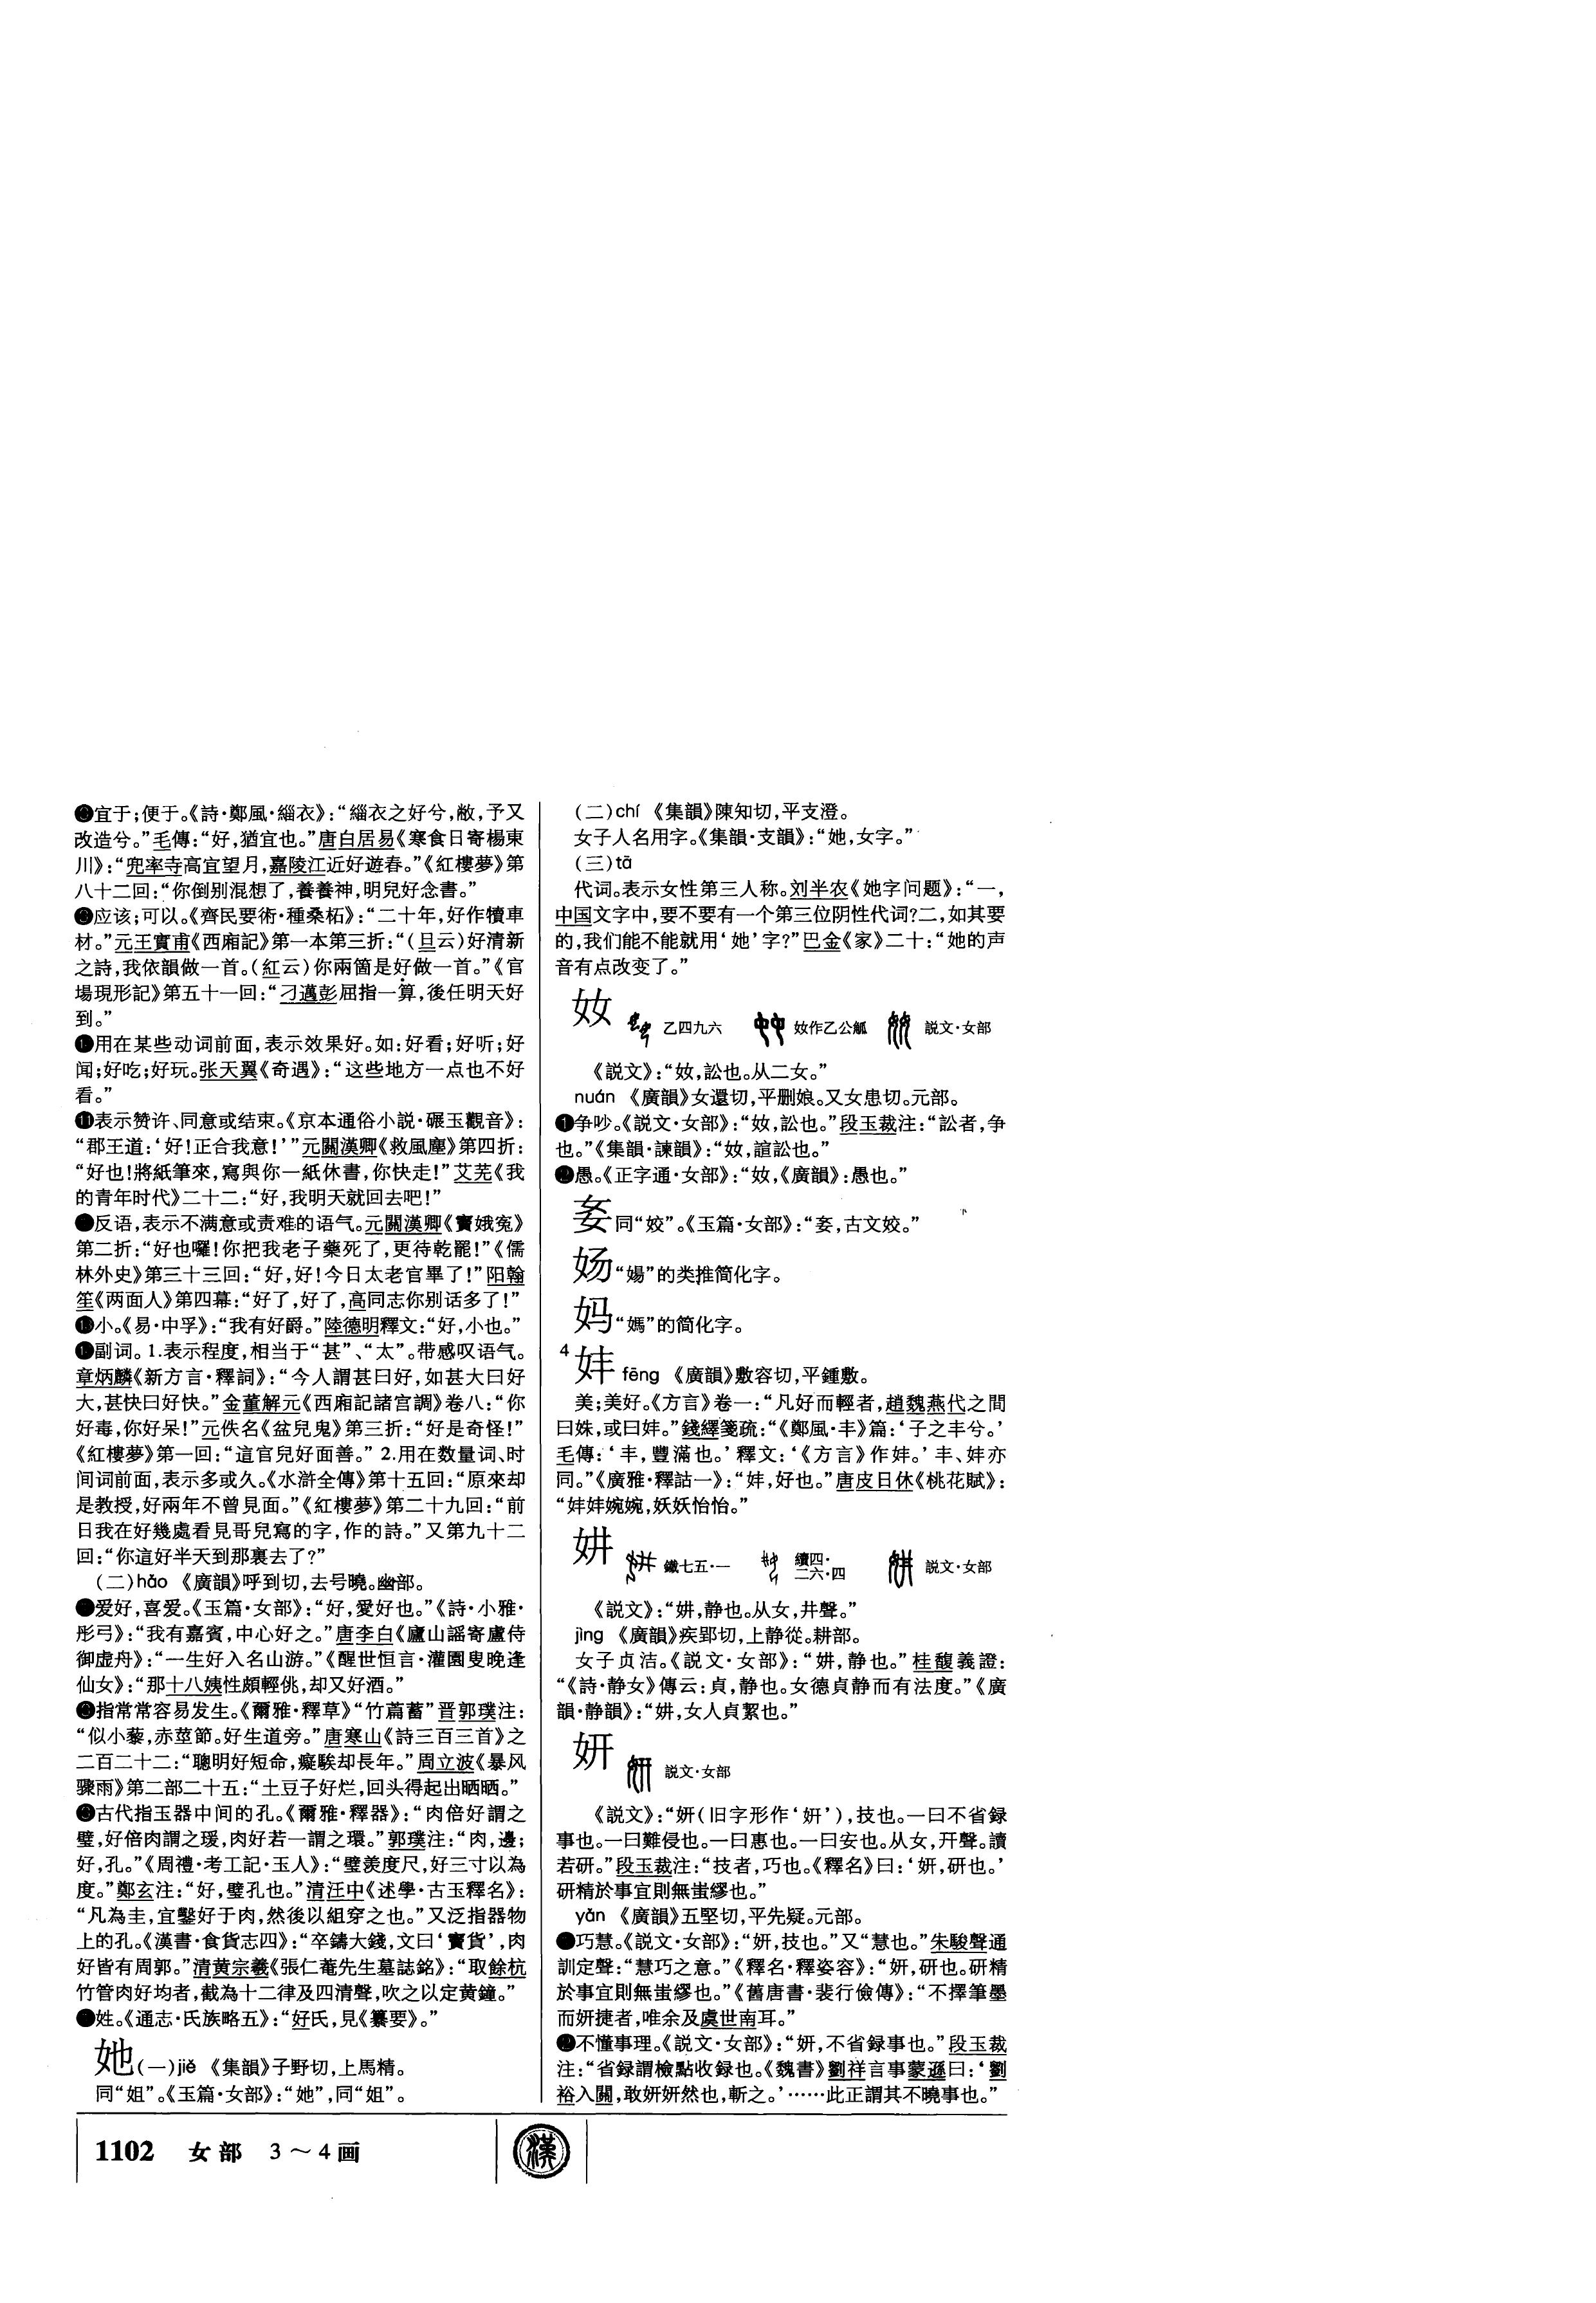 宜于；便于。《詩·鄭風·緇衣》：“緇衣之好兮，敝，予又
改造兮。”毛傳：“好，猶宜也。”唐白居易《寒食日寄楊東
川》：“兜率寺高宜望月，嘉陵江近好遊春。”《紅樓夢》第
八十二回：“你倒别混想了，養養神，明兒好念書。”
应该；可以。《齊民要術·種桑柘》：“二十年，好作犢車
材。”元王實甫《西廂記》第一本第三折：“（旦云）好清新
之詩，我依韻做一首。（紅云）你兩箇是好做一首。”《官
場現形記》第五十一回：“刁邁彭屈指一算，後任明天好
到。”
用在某些动词前面，表示效果好。如：好看；好听；好
闻；好吃；好玩。张天翼《奇遇》：“这些地方一点也不好
看。”
⓫表示赞许、同意或结束。《京本通俗小説·碾玉觀音》：
“郡王道：‘好！正合我意！’”元關漢卿《救風塵》第四折：
“好也！將紙筆來，寫與你一紙休書，你快走！”艾芜《我
的青年时代》二十二：“好，我明天就回去吧！”
反语，表示不满意或责难的语气。元關漢卿《竇娥冤》
第二折：“好也囉！你把我老子藥死了，更待乾罷！”《儒
林外史》第三十三回：“好，好！今日太老官畢了！”阳翰
笙《两面人》第四幕：“好了，好了，高同志你别话多了！”
⓭小。《易·中孚》：“我有好爵。”陸德明釋文：“好，小也。”
副词。1.表示程度，相当于“甚”、“太”。带感叹语气。
章炳麟《新方言·釋詞》：“今人謂甚曰好，如甚大曰好
大，甚快曰好快。”金董解元《西廂記諸宫調》卷八：“你
好毒，你好呆！”元佚名《盆兒鬼》第三折：“好是奇怪！”
《紅樓夢》第一回：“這官兒好面善。” 2.用在数量词、时
间词前面，表示多或久。《水滸全傳》第十五回：“原來却
是教授，好兩年不曾見面。”《紅樓夢》第二十九回：“前
日我在好幾處看見哥兒寫的字，作的詩。”又第九十二
回：“你這好半天到那裏去了？”
（二）hào 《廣韻》呼到切，去号曉。幽部。
爱好，喜爱。《玉篇·女部》：“好，愛好也。”《詩·小雅·
彤弓》：“我有嘉賓，中心好之。”唐李白《廬山謡寄盧侍
御虚舟》：“一生好入名山游。”《醒世恒言·灌園叟晚逢
仙女》：“那十八姨性頗輕佻，却又好酒。”
指常常容易发生。《爾雅·釋草》“竹萹蓄”晋郭璞注：
“似小藜，赤莖節。好生道旁。”唐寒山《詩三百三首》之
二百二十二：“聰明好短命，癡騃却長年。”周立波《暴风
骤雨》第二部二十五：“土豆子好烂，回头得起出晒晒。”
古代指玉器中间的孔。《爾雅·釋器》：“肉倍好謂之
璧，好倍肉謂之瑗，肉好若一謂之環。”郭璞注：“肉，邊；
好，孔。”《周禮·考工記·玉人》：“璧羡度尺，好三寸以為
度。”鄭玄注：“好，璧孔也。”清汪中《述學·古玉釋名》：
“凡為圭，宜鑿好于肉，然後以組穿之也。”又泛指器物
上的孔。《漢書·食貨志四》：“卒鑄大錢，文曰‘寶貨’，肉
好皆有周郭。”清黄宗羲《張仁菴先生墓誌銘》：“取餘杭
竹管肉好均者，截為十二律及四清聲，吹之以定黄鐘。”
姓。《通志·氏族略五》：“好氏，見《纂要》。”
她（一）jiě 《集韻》子野切，上馬精。
同“姐”。《玉篇·女部》：“她”，同“姐”。
（二）chí 《集韻》陳知切，平支澄。
女子人名用字。《集韻·支韻》：“她，女字。”
（三）tā
代词。表示女性第三人称。刘半农《她字问题》：“一，
中国文字中，要不要有一个第三位阴性代词？二，如其要
的，我们能不能就用‘她’字？”巴金《家》二十：“她的声
音有点改变了。”
奻 乙四九六 奻作乙公觚 説文·女部
《説文》：“奻，訟也。从二女。”
nuán 《廣韻》女還切，平删娘。又女患切。元部。
❶争吵。《説文·女部》：“奻，訟也。”段玉裁注：“訟者，争
也。”《集韻·諫韻》：“奻，諠訟也。”
❷愚。《正字通·女部》：“奻，《廣韻》：愚也。”
㚣同“姣”。《玉篇·女部》：“㚣，古文姣。”
㛀“婸”的类推简化字。
妈“媽”的简化字。
4 妦 fēng 《廣韻》敷容切，平鍾敷。
美；美好。《方言》卷一：“凡好而輕者，趙魏燕代之間
曰姝，或曰妦。”錢繹箋疏：“《鄭風·丰》篇：‘子之丰兮。’
毛傳：‘丰，豐滿也。’釋文：‘《方言》作妦。’丰、妦亦
同。”《廣雅·釋詁一》：“妦，好也。”唐皮日休《桃花賦》：
“妦妦婉婉，妖妖怡怡。”
妌 鐵七五·一 續四·二六·四 説文·女部
《説文》：“妌，静也。从女，井聲。”
jìng 《廣韻》疾郢切，上静從。耕部。
女子贞洁。《説文·女部》：“妌，静也。”桂馥義證：
“《詩·静女》傳云：貞，静也。女德貞静而有法度。”《廣
韻·静韻》：“妌，女人貞絜也。”
妍 説文·女部
《説文》：“妍（旧字形作‘姸’），技也。一曰不省録
事也。一曰難侵也。一曰惠也。一曰安也。从女，幵聲。讀
若研。”段玉裁注：“技者，巧也。《釋名》曰：‘妍，研也。’
研精於事宜則無蚩繆也。”
yán 《廣韻》五堅切，平先疑。元部。
巧慧。《説文·女部》：“妍，技也。”又“慧也。”朱駿聲通
訓定聲：“慧巧之意。”《釋名·釋姿容》：“妍，研也。研精
於事宜則無蚩繆也。”《舊唐書·裴行儉傳》：“不擇筆墨
而妍捷者，唯余及虞世南耳。”
❷不懂事理。《説文·女部》：“妍，不省録事也。”段玉裁
注：“省録謂檢點收録也。《魏書》劉祥言事蒙遜曰：‘劉
裕入關，敢妍妍然也，斬之。’……此正謂其不曉事也。”
1102 女部 3～4画 漢